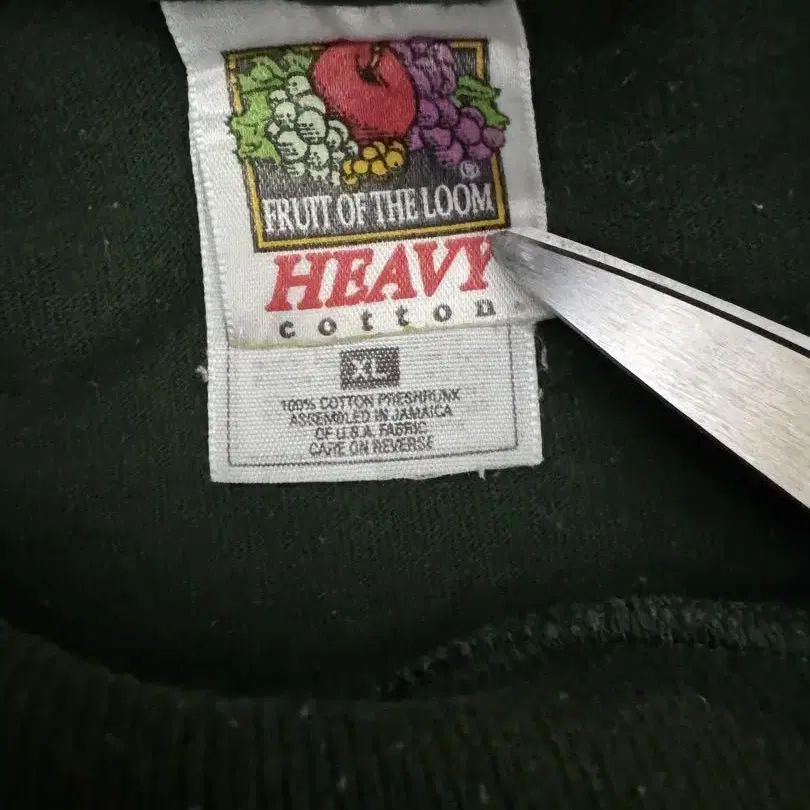 ®
FRUIT OF THE LOOM
HEAVY
cotton
XL
100% COTTON PRESHRUNK
ASSEMBLED IN JAMAICA
OF U.S.A. FABRIC
CARE ON REVERSE